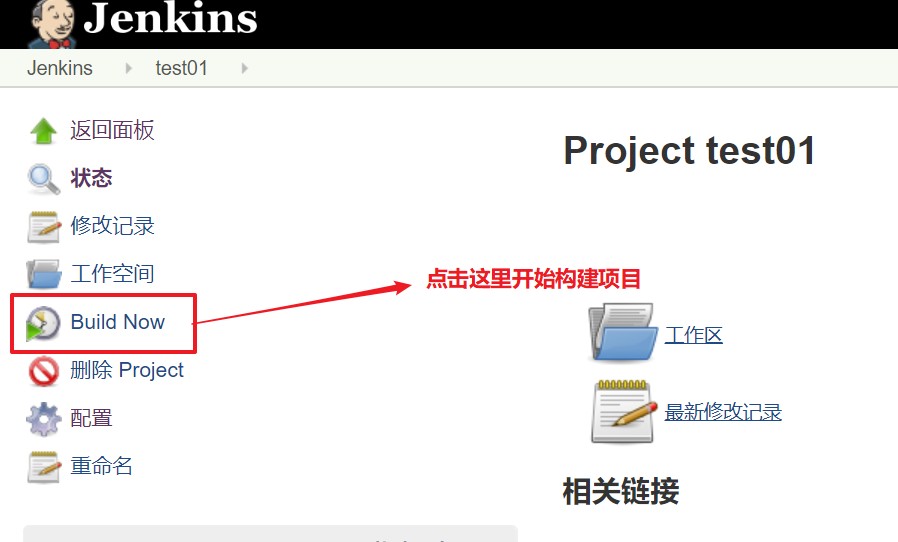 Jenkins
Jenkins test01
返回面板
状态
修改记录
工作空间
Build Now
删除 Project
配置
重命名
Project test01
点击这里开始构建项目
工作区
最新修改记录
相关链接